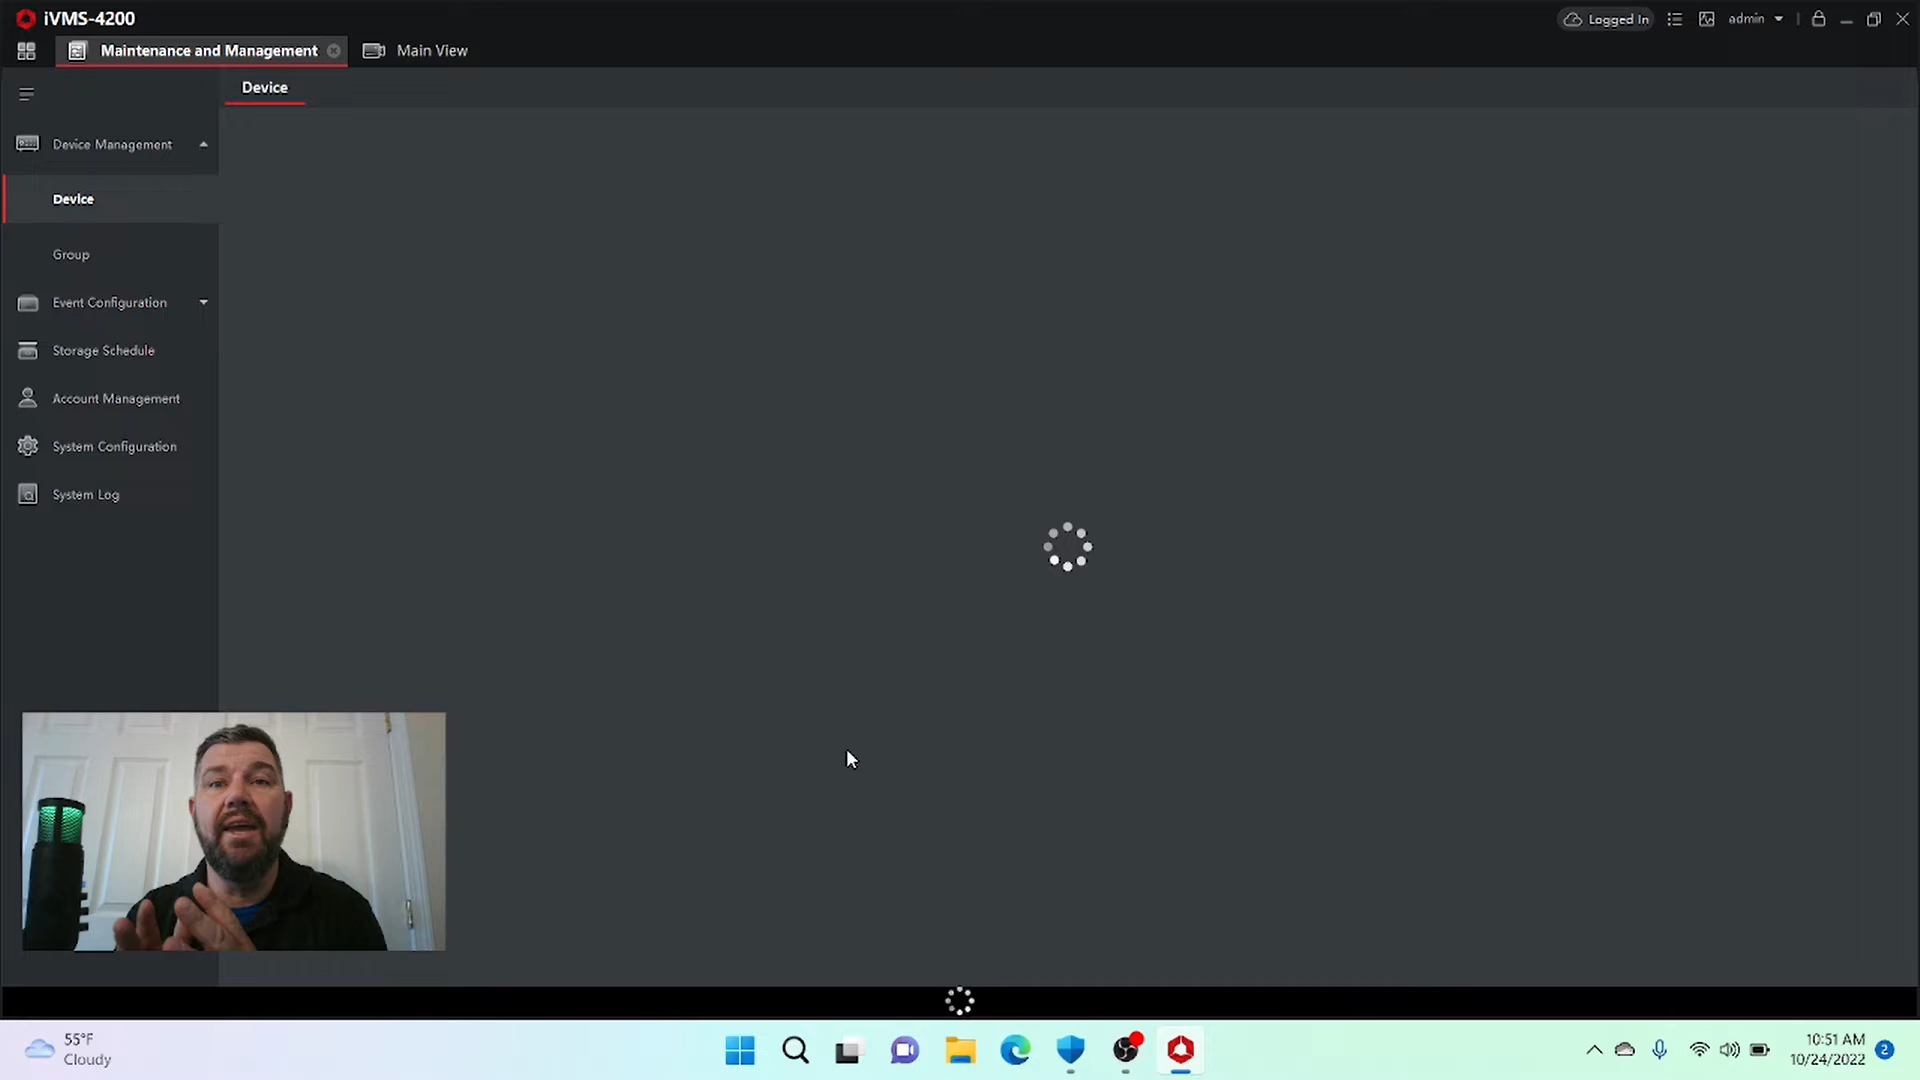 iVMS-4200
Logged In
admin
Maintenance and Management
Main View
Device
Device Management
Device
Group
Event Configuration
Storage Schedule
Account Management
System Configuration
System Log
55°F
Cloudy
10:51 AM
10/24/2022
2